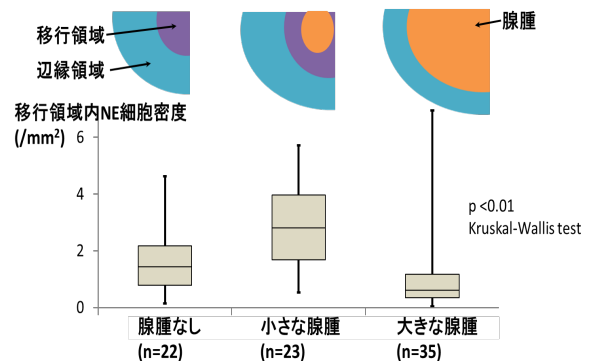 移行領域
辺縁領域
腺腫
移行領域内NE細胞密度
(/mm²)
6
4
2
0
p <0.01
Kruskal-Wallis test
腺腫なし 小さな腺腫 大きな腺腫
(n=22) (n=23) (n=35)